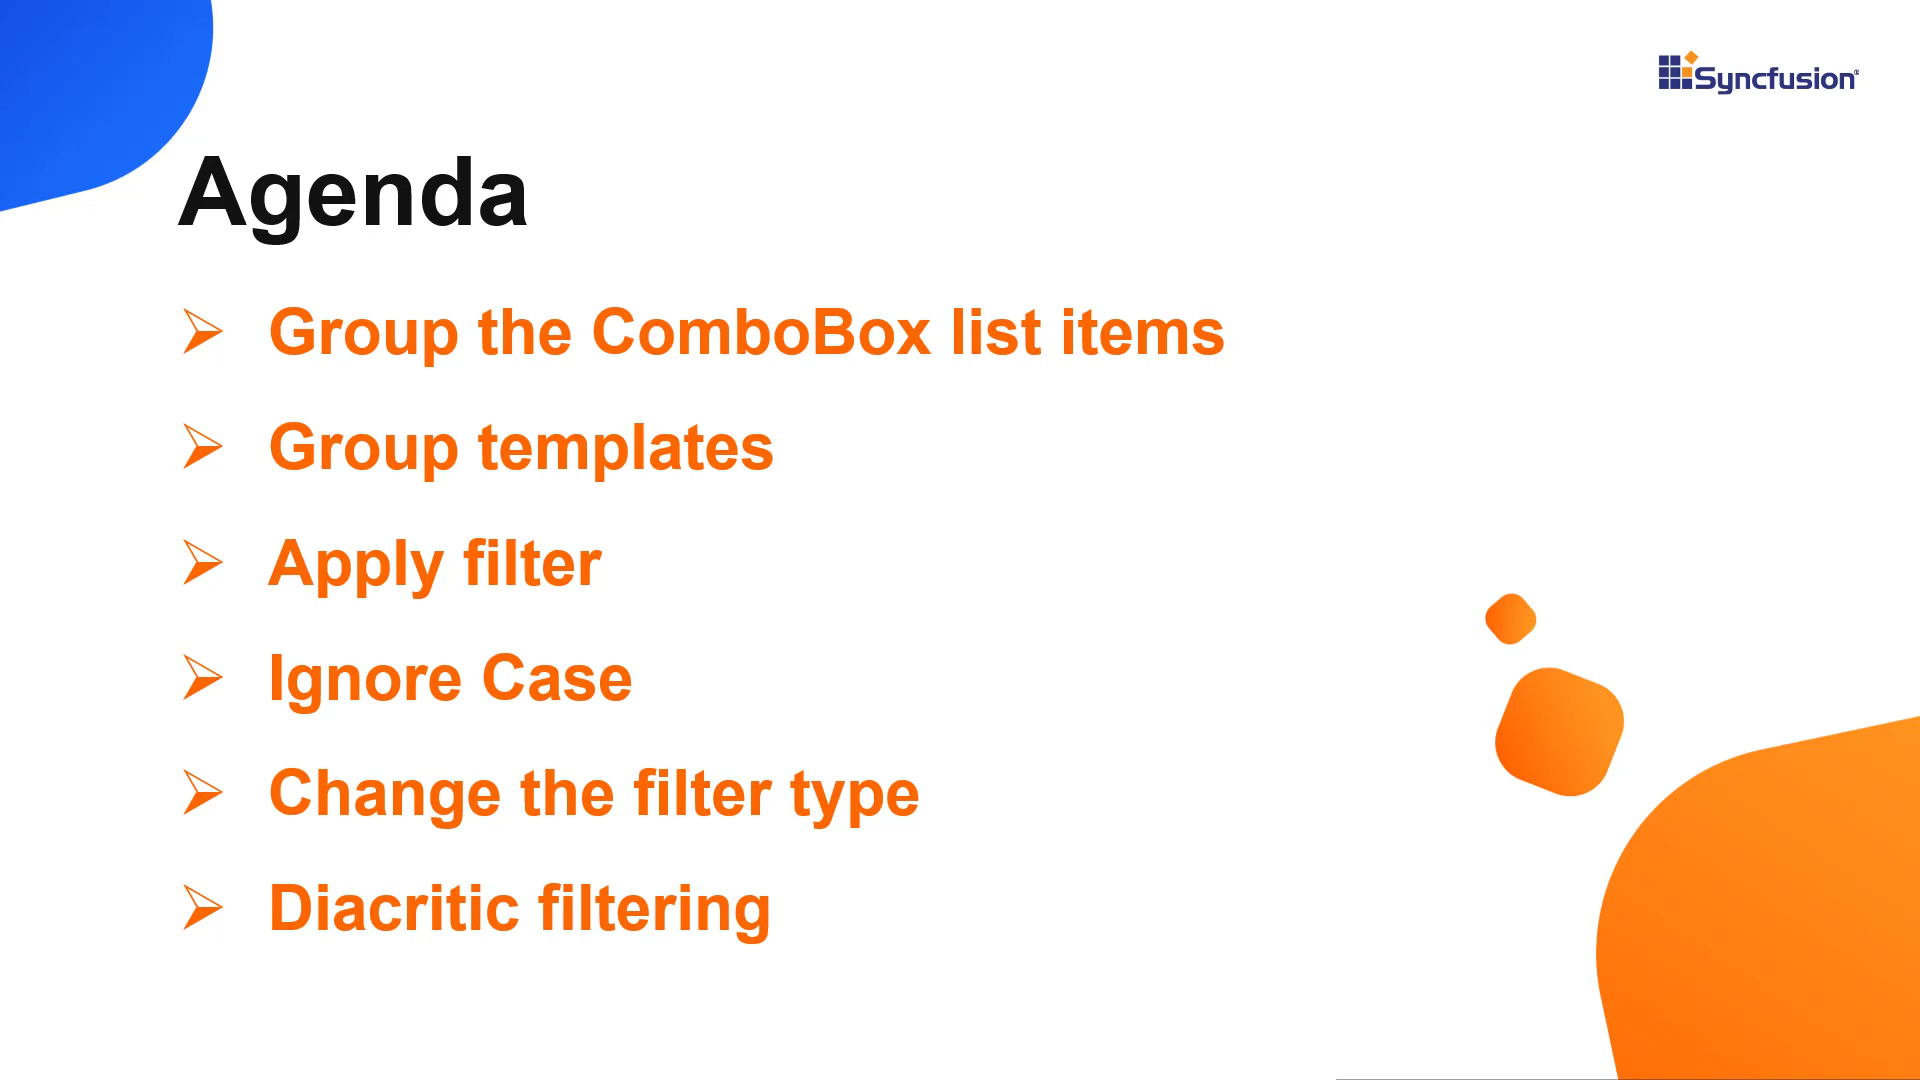 Syncfusion®
Agenda
➢ Group the ComboBox list items
➢ Group templates
➢ Apply filter
➢ Ignore Case
➢ Change the filter type
➢ Diacritic filtering